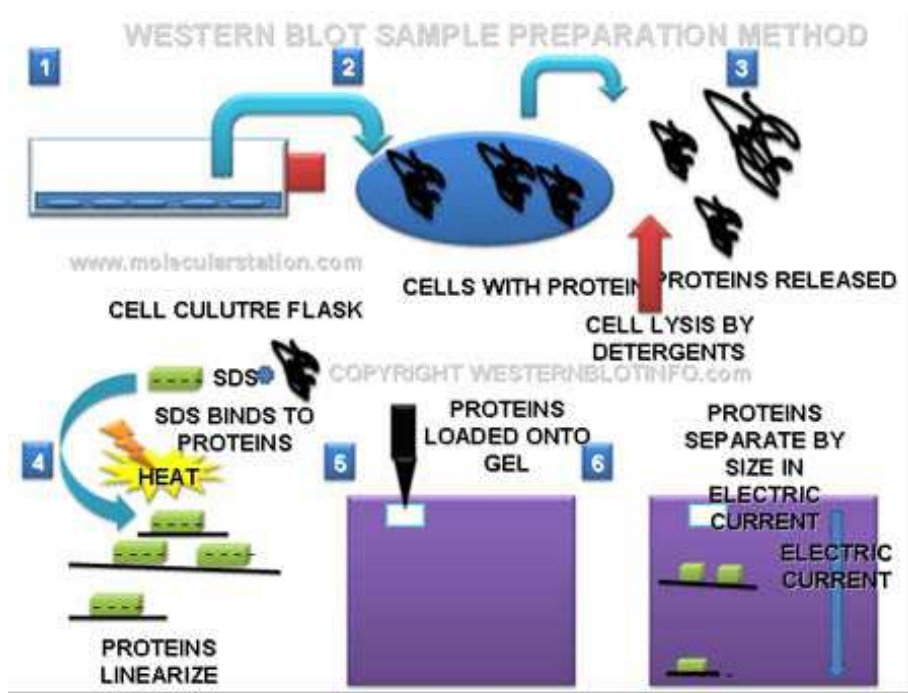 WESTERN BLOT SAMPLE PREPARATION METHOD
1
2
3
www.molecularstation.com
CELL CULUTRE FLASK
CELLS WITH PROTEIN
PROTEINS RELEASED
CELL LYSIS BY
DETERGENTS
COPYRIGHT WESTERNBLOTINFO.com
4
SDS
SDS BINDS TO
PROTEINS
HEAT
PROTEINS
LINEARIZE
5
PROTEINS
LOADED ONTO
GEL
6
PROTEINS
SEPARATE BY
SIZE IN
ELECTRIC
CURRENT
ELECTRIC
CURRENT